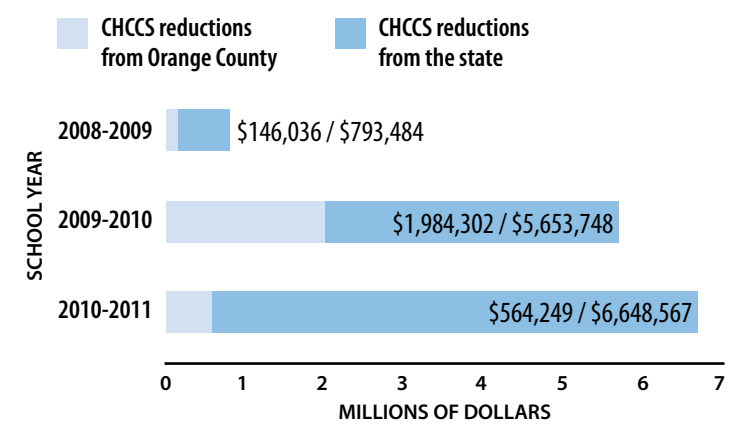 CHCCS reductions
from Orange County
CHCCS reductions
from the state
SCHOOL YEAR
2008-2009
$146,036 / $793,484
2009-2010
$1,984,302 / $5,653,748
2010-2011
$564,249 / $6,648,567
0 1 2 3 4 5 6 7
MILLIONS OF DOLLARS